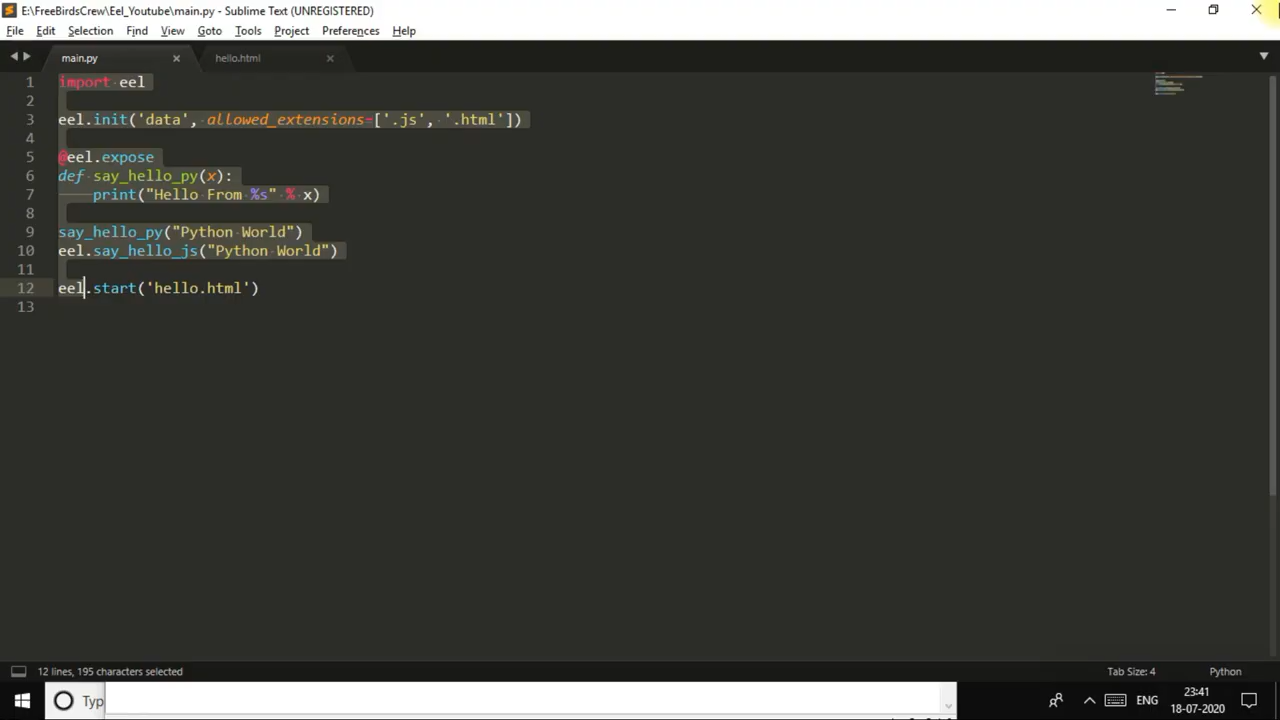 E:\FreeBirdsCrew\Eel_Youtube\main.py - Sublime Text (UNREGISTERED)
File Edit Selection Find View Goto Tools Project Preferences Help
main.py hello.html
1 import eel
2
3 eel.init('data', allowed_extensions=['.js', '.html'])
4
5 @eel.expose
6 def say_hello_py(x):
7 print("Hello From %s" % x)
8
9 say_hello_py("Python World")
10 eel.say_hello_js("Python World")
11
12 eel.start('hello.html')
13
12 lines, 195 characters selected Tab Size: 4 Python
Typ ENG 23:41
18-07-2020